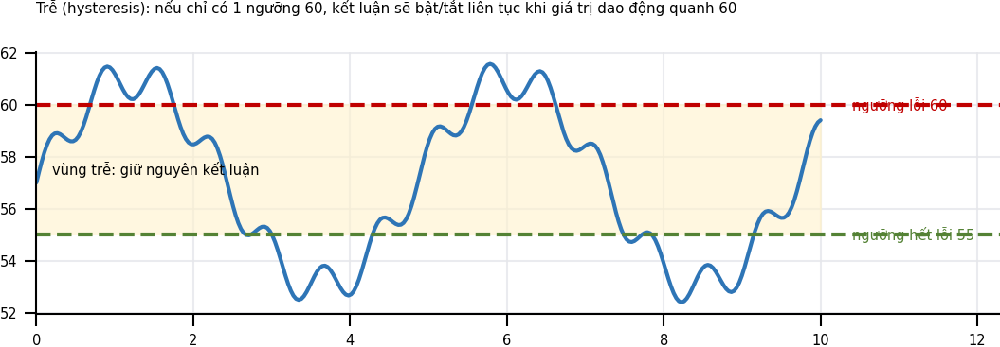 Trễ (hysteresis): nếu chỉ có 1 ngưỡng 60, kết luận sẽ bật/tắt liên tục khi giá trị dao động quanh 60
62
60
ngưỡng lỗi 60
58
vùng trễ: giữ nguyên kết luận
56
ngưỡng hết lỗi 55
54
52
0 2 4 6 8 10 12